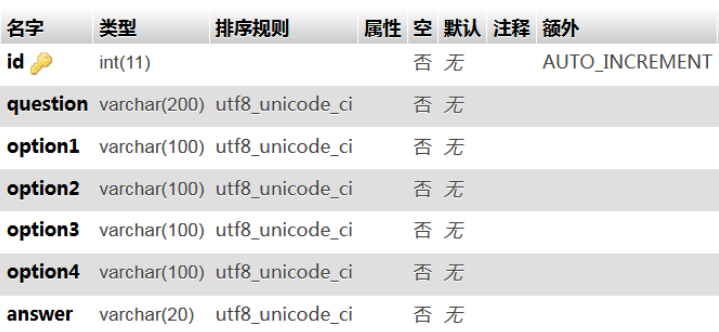 名字 类型 排序规则 属性 空 默认 注释 额外
id int(11) 否 无 AUTO_INCREMENT
question varchar(200) utf8_unicode_ci 否 无
option1 varchar(100) utf8_unicode_ci 否 无
option2 varchar(100) utf8_unicode_ci 否 无
option3 varchar(100) utf8_unicode_ci 否 无
option4 varchar(100) utf8_unicode_ci 否 无
answer varchar(20) utf8_unicode_ci 否 无